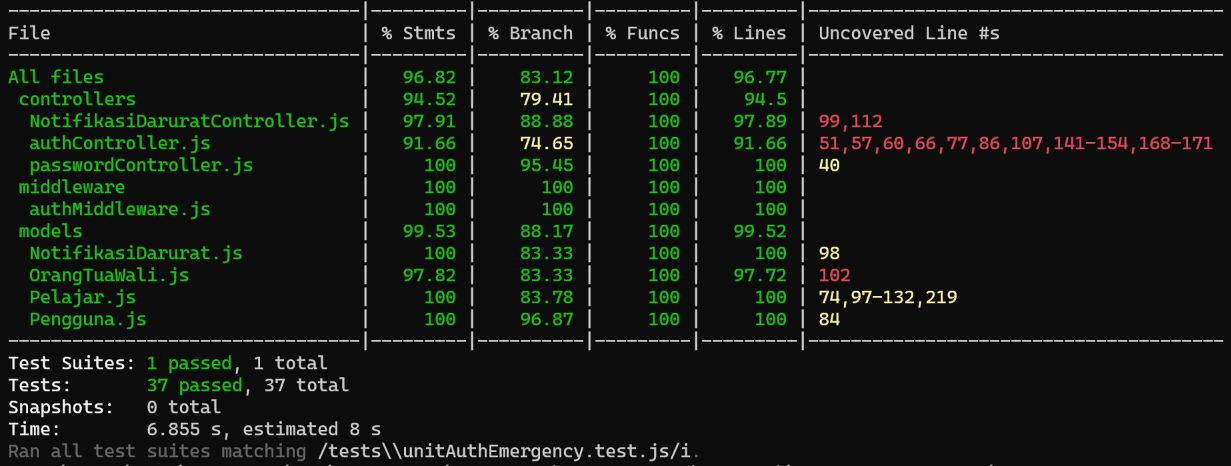 ---------------------------------|---------|----------|---------|---------|---------------------------------------
File                             | % Stmts | % Branch | % Funcs | % Lines | Uncovered Line #s
---------------------------------|---------|----------|---------|---------|---------------------------------------
All files                        |   96.82 |    83.12 |     100 |   96.77 |
 controllers                     |   94.52 |    79.41 |     100 |    94.5 |
  NotifikasiDaruratController.js |   97.91 |    88.88 |     100 |   97.89 | 99,112
  authController.js              |   91.66 |    74.65 |     100 |   91.66 | 51,57,60,66,77,86,107,141-154,168-171
  passwordController.js          |     100 |    95.45 |     100 |     100 | 40
 middleware                      |     100 |      100 |     100 |     100 |
  authMiddleware.js              |     100 |      100 |     100 |     100 |
 models                          |   99.53 |    88.17 |     100 |   99.52 |
  NotifikasiDarurat.js           |     100 |    83.33 |     100 |     100 | 98
  OrangTuaWali.js                |   97.82 |    83.33 |     100 |   97.72 | 102
  Pelajar.js                     |     100 |    83.78 |     100 |     100 | 74,97-132,219
  Pengguna.js                    |     100 |    96.87 |     100 |     100 | 84
---------------------------------|---------|----------|---------|---------|---------------------------------------
Test Suites: 1 passed, 1 total
Tests:       37 passed, 37 total
Snapshots:   0 total
Time:        6.855 s, estimated 8 s
Ran all test suites matching /tests\\unitAuthEmergency.test.js/i.